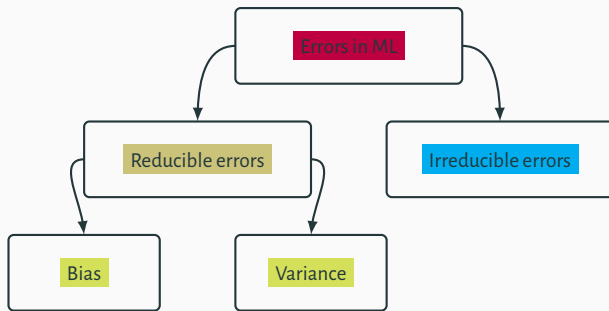 Errors in ML
Reducible errors
Irreducible errors
Bias
Variance